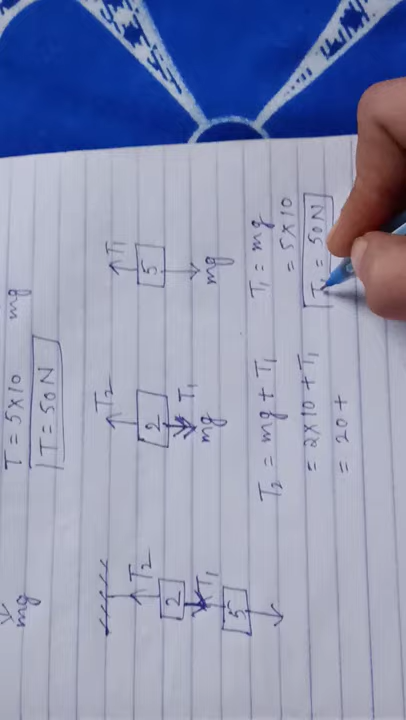 mg
T = 5×10
mg
T = 50N
T₂
2
T₁
5
T₂
2
T₁
mg
T₁
5
mg
T₂ = mg + T₁
= 2×10 + T₁
= 20 +
T₁ = mg
= 5×10
T = 50N